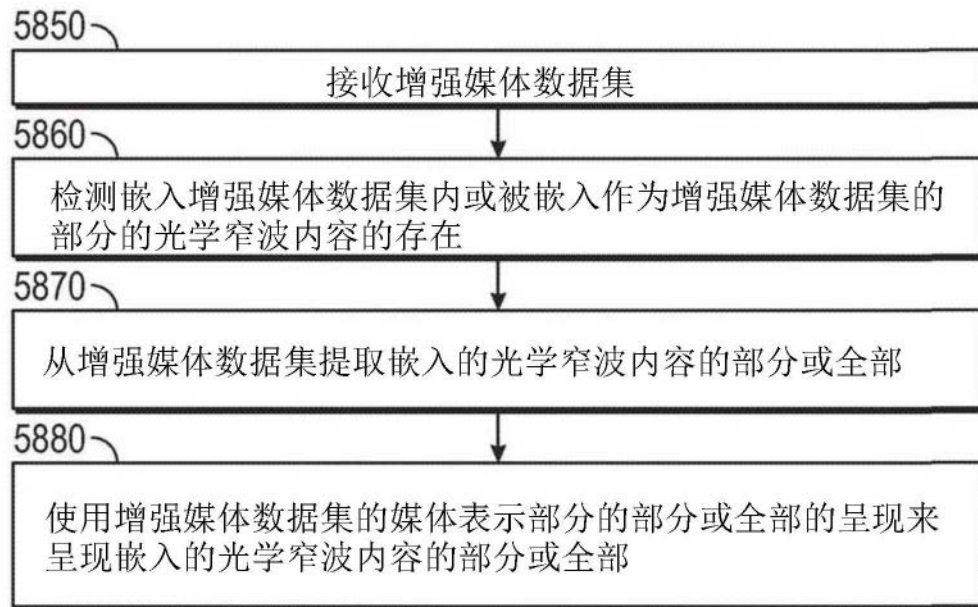 5850
接收增强媒体数据集
5860
检测嵌入增强媒体数据集内或被嵌入作为增强媒体数据集的
部分的光学窄波内容的存在
5870
从增强媒体数据集提取嵌入的光学窄波内容的部分或全部
5880
使用增强媒体数据集的媒体表示部分的部分或全部的呈现来
呈现嵌入的光学窄波内容的部分或全部